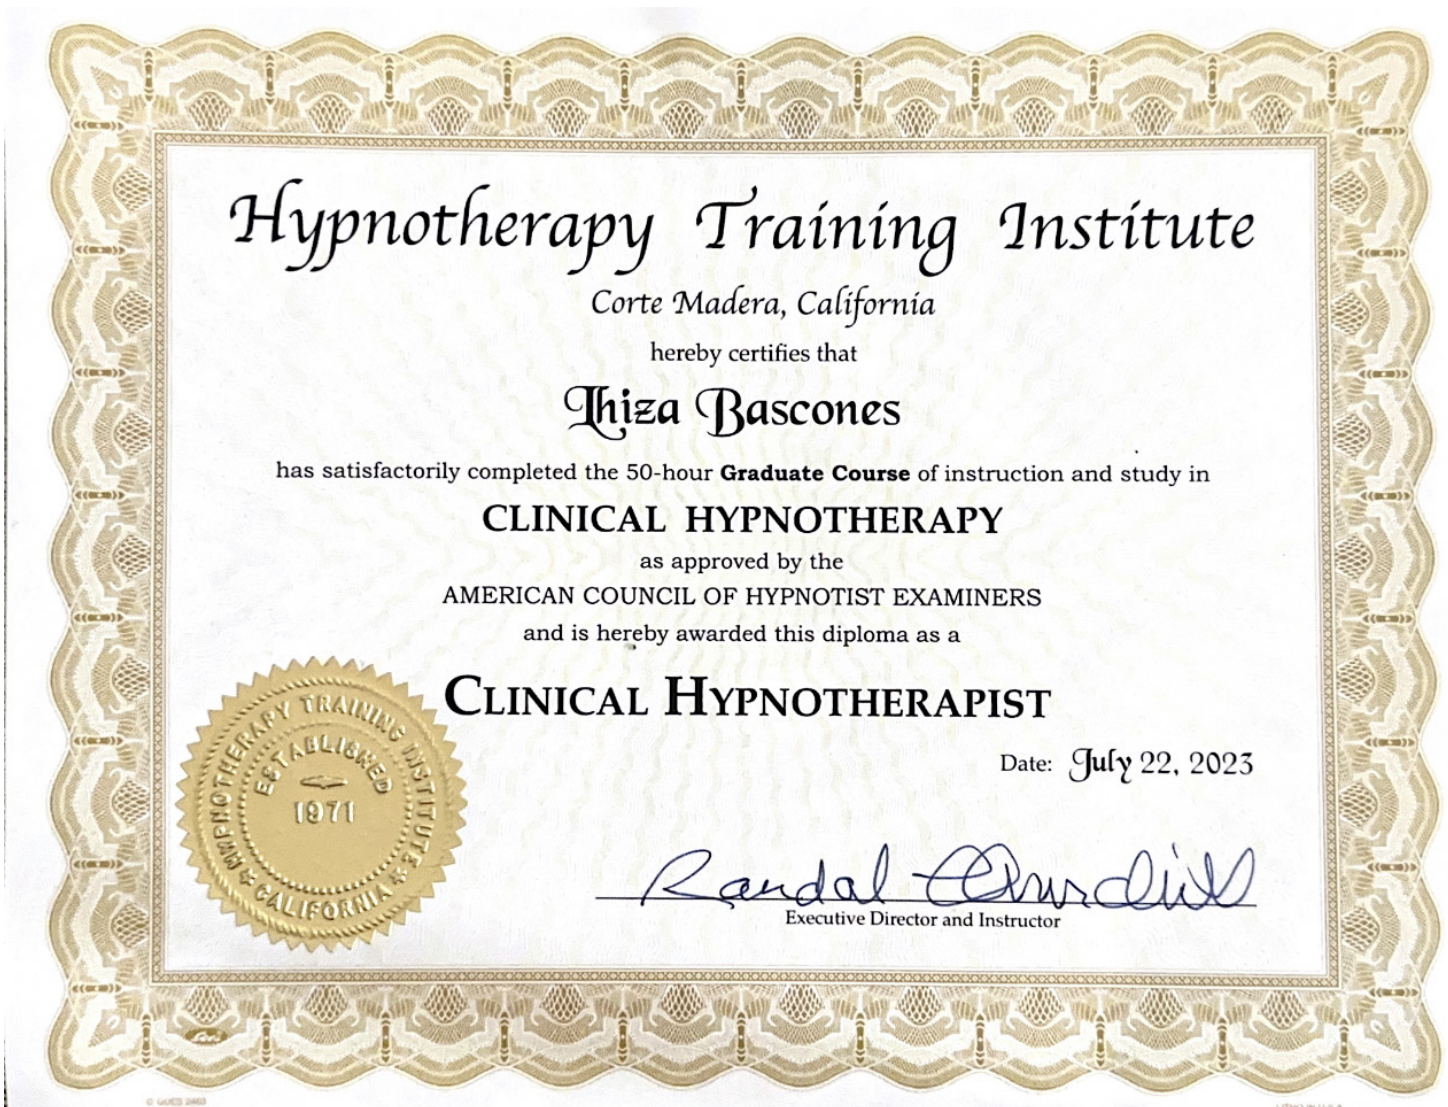 Hypnotherapy Training Institute
Corte Madera, California
hereby certifies that
Jhiza Bascones
has satisfactorily completed the 50-hour Graduate Course of instruction and study in
CLINICAL HYPNOTHERAPY
as approved by the
AMERICAN COUNCIL OF HYPNOTIST EXAMINERS
and is hereby awarded this diploma as a
CLINICAL HYPNOTHERAPIST
Date: July 22, 2023
Randal Churchill
Executive Director and Instructor
HYPNOTHERAPY TRAINING INSTITUTE
ESTABLISHED
1971
CALIFORNIA
Goes